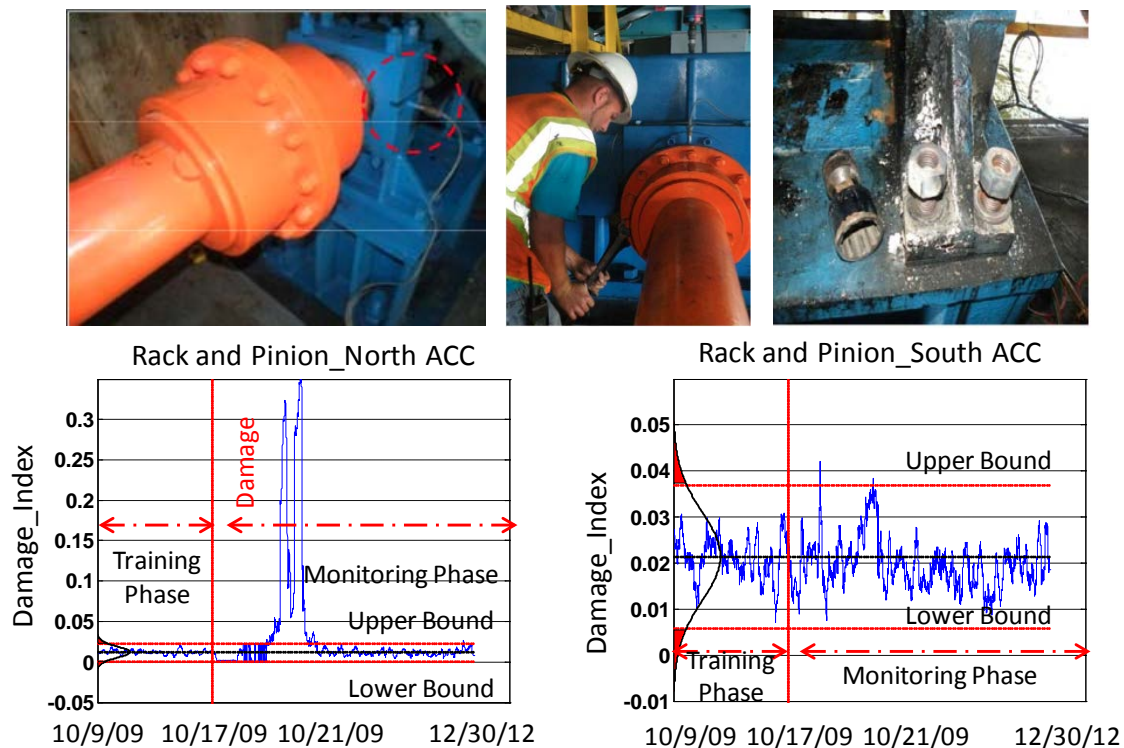 Rack and Pinion_North ACC
Damage_Index
0.3
0.25
0.2
0.15
0.1
0.05
0
-0.05
Damage
Training
Phase
Monitoring Phase
Upper Bound
Lower Bound
10/9/09 10/17/09 10/21/09 12/30/12
Rack and Pinion_South ACC
Damage_Index
0.05
0.04
0.03
0.02
0.01
0
-0.01
Upper Bound
Lower Bound
Training
Phase
Monitoring Phase
10/9/09 10/17/09 10/21/09 12/30/12